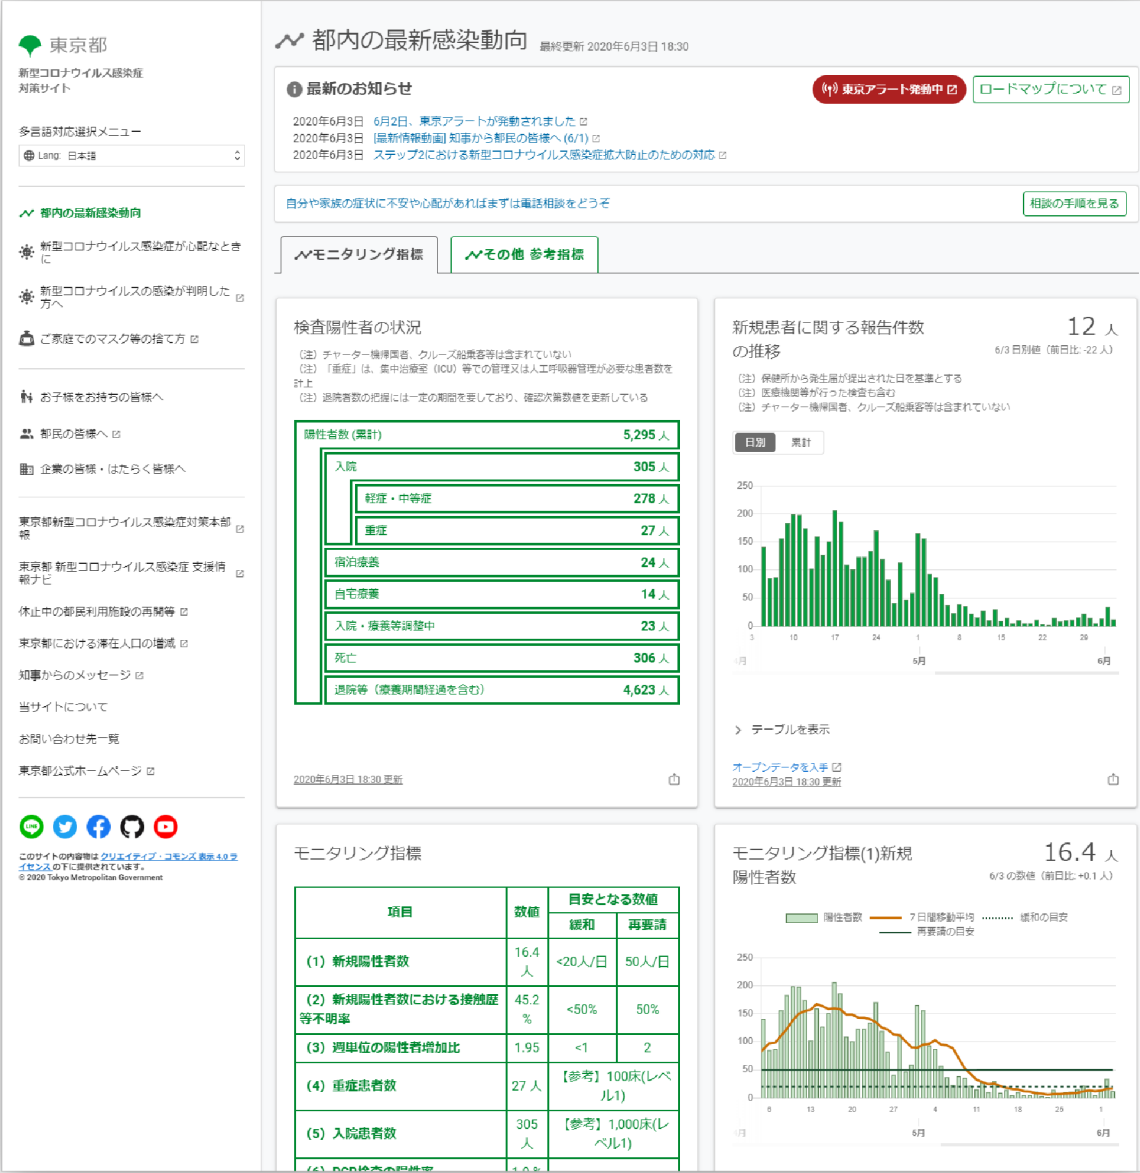 東京都
新型コロナウイルス感染症
対策サイト
多言語対応選択メニュー
Lang: 日本語
都内の最新感染動向
新型コロナウイルス感染症が心配なとき
に
新型コロナウイルスの感染が判明した
方へ
ご家庭でのマスク等の捨て方
お子様をお持ちの皆様へ
都民の皆様へ
企業の皆様・はたらく皆様へ
東京都新型コロナウイルス感染症対策本部
報
東京都 新型コロナウイルス感染症 支援情
報ナビ
休止中の都民利用施設の再開等
東京都における滞在人口の増減
知事からのメッセージ
当サイトについて
お問い合わせ先一覧
東京都公式ホームページ
LINE
このサイトの内容物は クリエイティブ・コモンズ 表示 4.0 ラ
イセンス の下に提供されています。
© 2020 Tokyo Metropolitan Government
都内の最新感染動向 最終更新 2020年6月3日 18:30
最新のお知らせ
東京アラート発動中
ロードマップについて
2020年6月3日 6月2日、東京アラートが発動されました
2020年6月3日 [最新情報動画] 知事から都民の皆様へ (6/1)
2020年6月3日 ステップ2における新型コロナウイルス感染症拡大防止のための対応
自分や家族の症状に不安や心配があればまずは電話相談をどうぞ
相談の手順を見る
モニタリング指標
その他 参考指標
検査陽性者の状況
（注）チャーター機帰国者、クルーズ船乗客等は含まれていない
（注）「重症」は、集中治療室（ICU）等での管理又は人工呼吸器管理が必要な患者数を
計上
（注）退院者数の把握には一定の期間を要しており、確認次第数値を更新している
陽性者数 (累計) 5,295 人
入院 305 人
軽症・中等症 278 人
重症 27 人
宿泊療養 24 人
自宅療養 14 人
入院・療養等調整中 23 人
死亡 306 人
退院等（療養期間経過を含む） 4,623 人
2020年6月3日 18:30 更新
新規患者に関する報告件数
の推移
12 人
6/3 日別値（前日比: -22 人）
（注）保健所から発生届が提出された日を基準とする
（注）医療機関等が行った検査も含む
（注）チャーター機帰国者、クルーズ船乗客等は含まれていない
日別 累計
250
200
150
100
50
0
3 10 17 24 1 8 15 22 29
月 5月 6月
テーブルを表示
オープンデータを入手
2020年6月3日 18:30 更新
モニタリング指標
項目 数値 目安となる数値
緩和 再要請
（1）新規陽性者数 16.4
人 <20人/日 50人/日
（2）新規陽性者数における接触歴
等不明率 45.2
% <50% 50%
（3）週単位の陽性者増加比 1.95 <1 2
（4）重症患者数 27 人 【参考】100床(レベ
ル1)
（5）入院患者数 305
人 【参考】1,000床(レ
ベル1)
（6）PCR検査の陽性率 1.0 %
モニタリング指標(1)新規
陽性者数
16.4 人
6/3 の数値（前日比: +0.1 人）
陽性者数 7日間移動平均 緩和の目安
再要請の目安
250
200
150
100
50
0
6 13 20 27 4 11 18 25 1
月 6月 6月